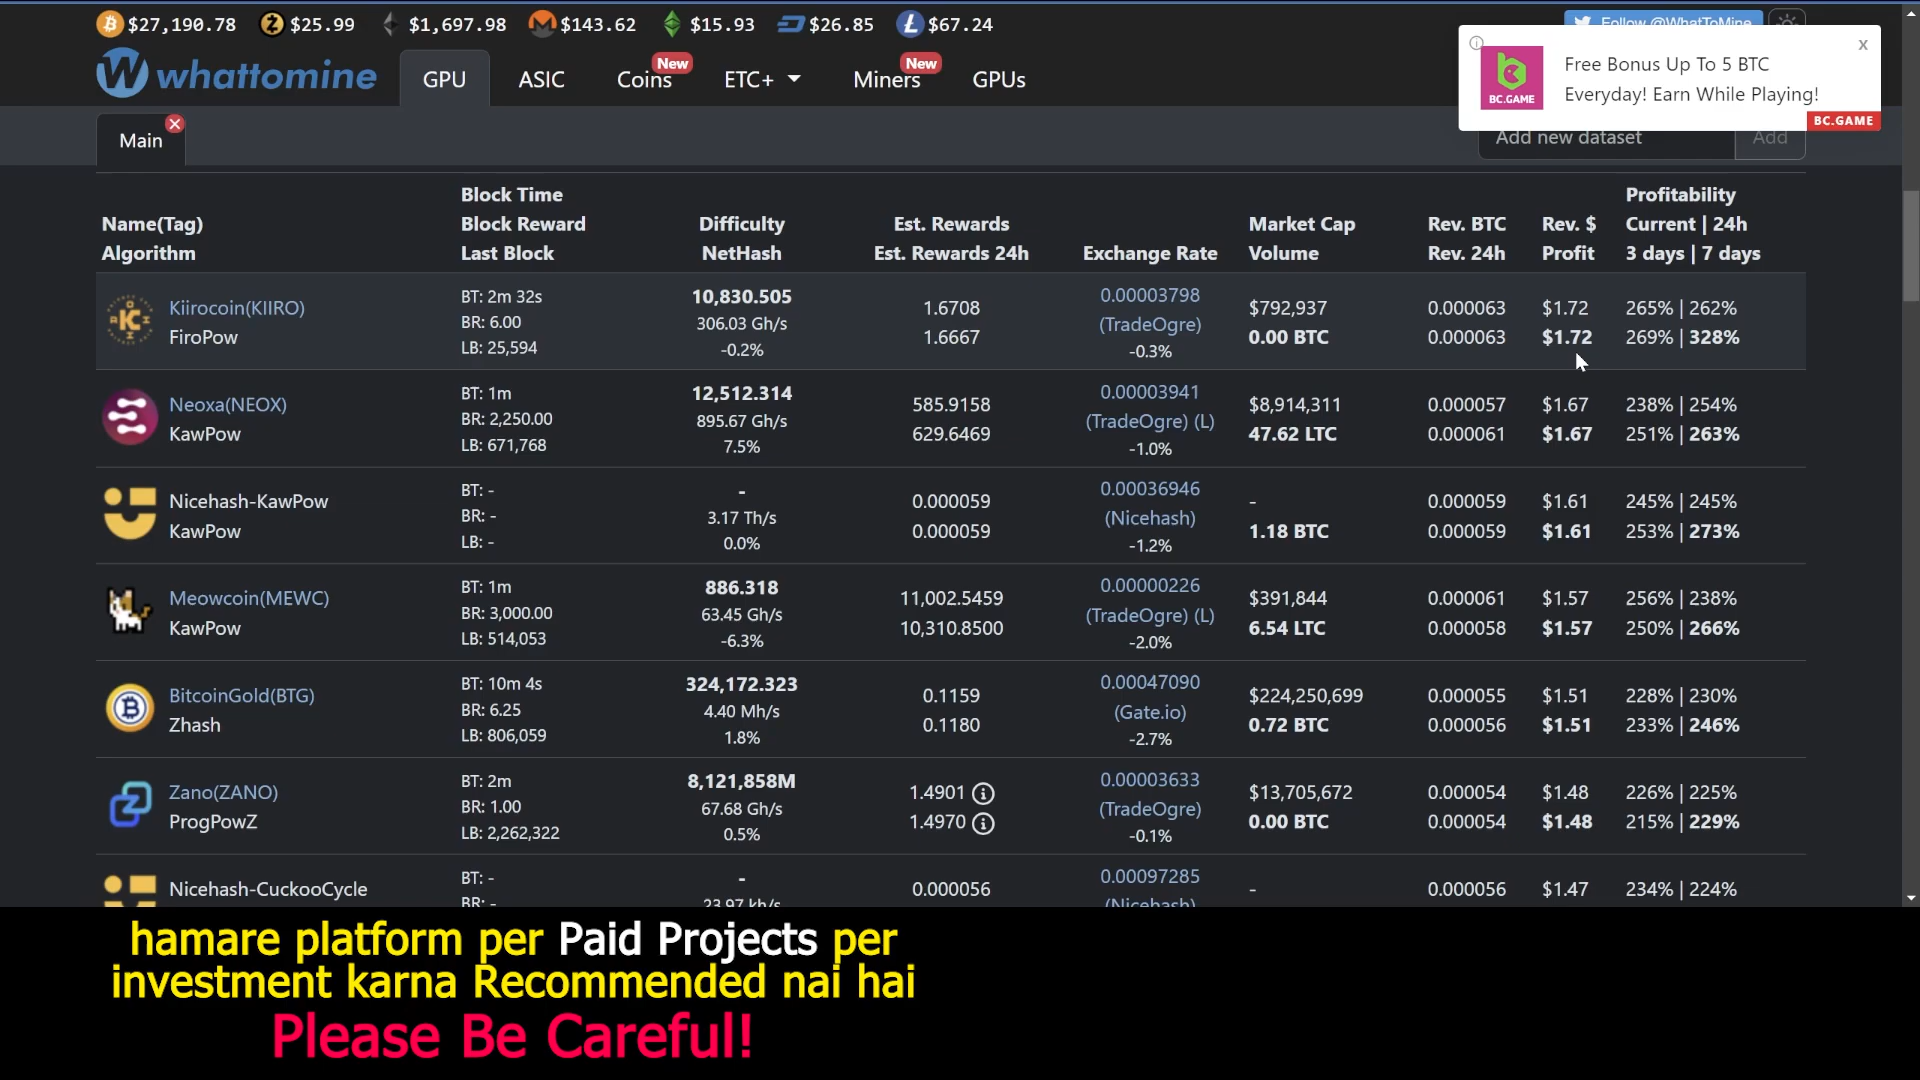 $27,190.78 $25.99 $1,697.98 $143.62 $15.93 $26.85 $67.24
Follow @WhatToMine
whattomine GPU ASIC Coins New ETC+ Miners New GPUs
Free Bonus Up To 5 BTC
Everyday! Earn While Playing!
BC.GAME
BC.GAME
x
Main
Add new dataset Add
Name(Tag)
Algorithm
Block Time
Block Reward
Last Block
Difficulty
NetHash
Est. Rewards
Est. Rewards 24h
Exchange Rate
Market Cap
Volume
Rev. BTC
Rev. 24h
Rev. $
Profit
Profitability
Current | 24h
3 days | 7 days
Kiirocoin(KIIRO)
FiroPow
BT: 2m 32s
BR: 6.00
LB: 25,594
10,830.505
306.03 Gh/s
-0.2%
1.6708
1.6667
0.00003798
(TradeOgre)
-0.3%
$792,937
0.00 BTC
0.000063
0.000063
$1.72
$1.72
265% | 262%
269% | 328%
Neoxa(NEOX)
KawPow
BT: 1m
BR: 2,250.00
LB: 671,768
12,512.314
895.67 Gh/s
7.5%
585.9158
629.6469
0.00003941
(TradeOgre) (L)
-1.0%
$8,914,311
47.62 LTC
0.000057
0.000061
$1.67
$1.67
238% | 254%
251% | 263%
Nicehash-KawPow
KawPow
BT: -
BR: -
LB: -
-
3.17 Th/s
0.0%
0.000059
0.000059
0.00036946
(Nicehash)
-1.2%
-
1.18 BTC
0.000059
0.000059
$1.61
$1.61
245% | 245%
253% | 273%
Meowcoin(MEWC)
KawPow
BT: 1m
BR: 3,000.00
LB: 514,053
886.318
63.45 Gh/s
-6.3%
11,002.5459
10,310.8500
0.00000226
(TradeOgre) (L)
-2.0%
$391,844
6.54 LTC
0.000061
0.000058
$1.57
$1.57
256% | 238%
250% | 266%
BitcoinGold(BTG)
Zhash
BT: 10m 4s
BR: 6.25
LB: 806,059
324,172.323
4.40 Mh/s
1.8%
0.1159
0.1180
0.00047090
(Gate.io)
-2.7%
$224,250,699
0.72 BTC
0.000055
0.000056
$1.51
$1.51
228% | 230%
233% | 246%
Zano(ZANO)
ProgPowZ
BT: 2m
BR: 1.00
LB: 2,262,322
8,121,858M
67.68 Gh/s
0.5%
1.4901
1.4970
0.00003633
(TradeOgre)
-0.1%
$13,705,672
0.00 BTC
0.000054
0.000054
$1.48
$1.48
226% | 225%
215% | 229%
Nicehash-CuckooCycle
BT: -
BR: -
-
23.97 kh/s
0.000056
0.00097285
(Nicehash)
-
0.000056
$1.47
234% | 224%
hamare platform per Paid Projects per
investment karna Recommended nai hai
Please Be Careful!